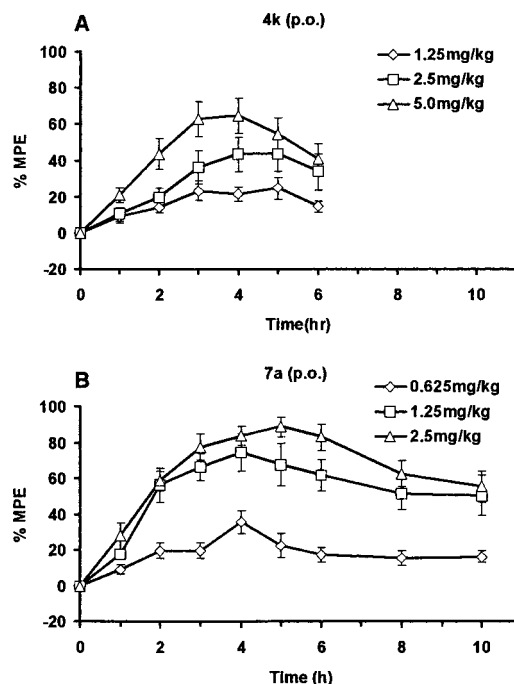 A
4k (p.o.)
1.25mg/kg
2.5mg/kg
5.0mg/kg
100
80
60
40
20
0
-20
% MPE
0 2 4 6 8 10
Time(hr)
B
7a (p.o.)
0.625mg/kg
1.25mg/kg
2.5mg/kg
100
80
60
40
20
0
-20
% MPE
0 2 4 6 8 10
Time (h)